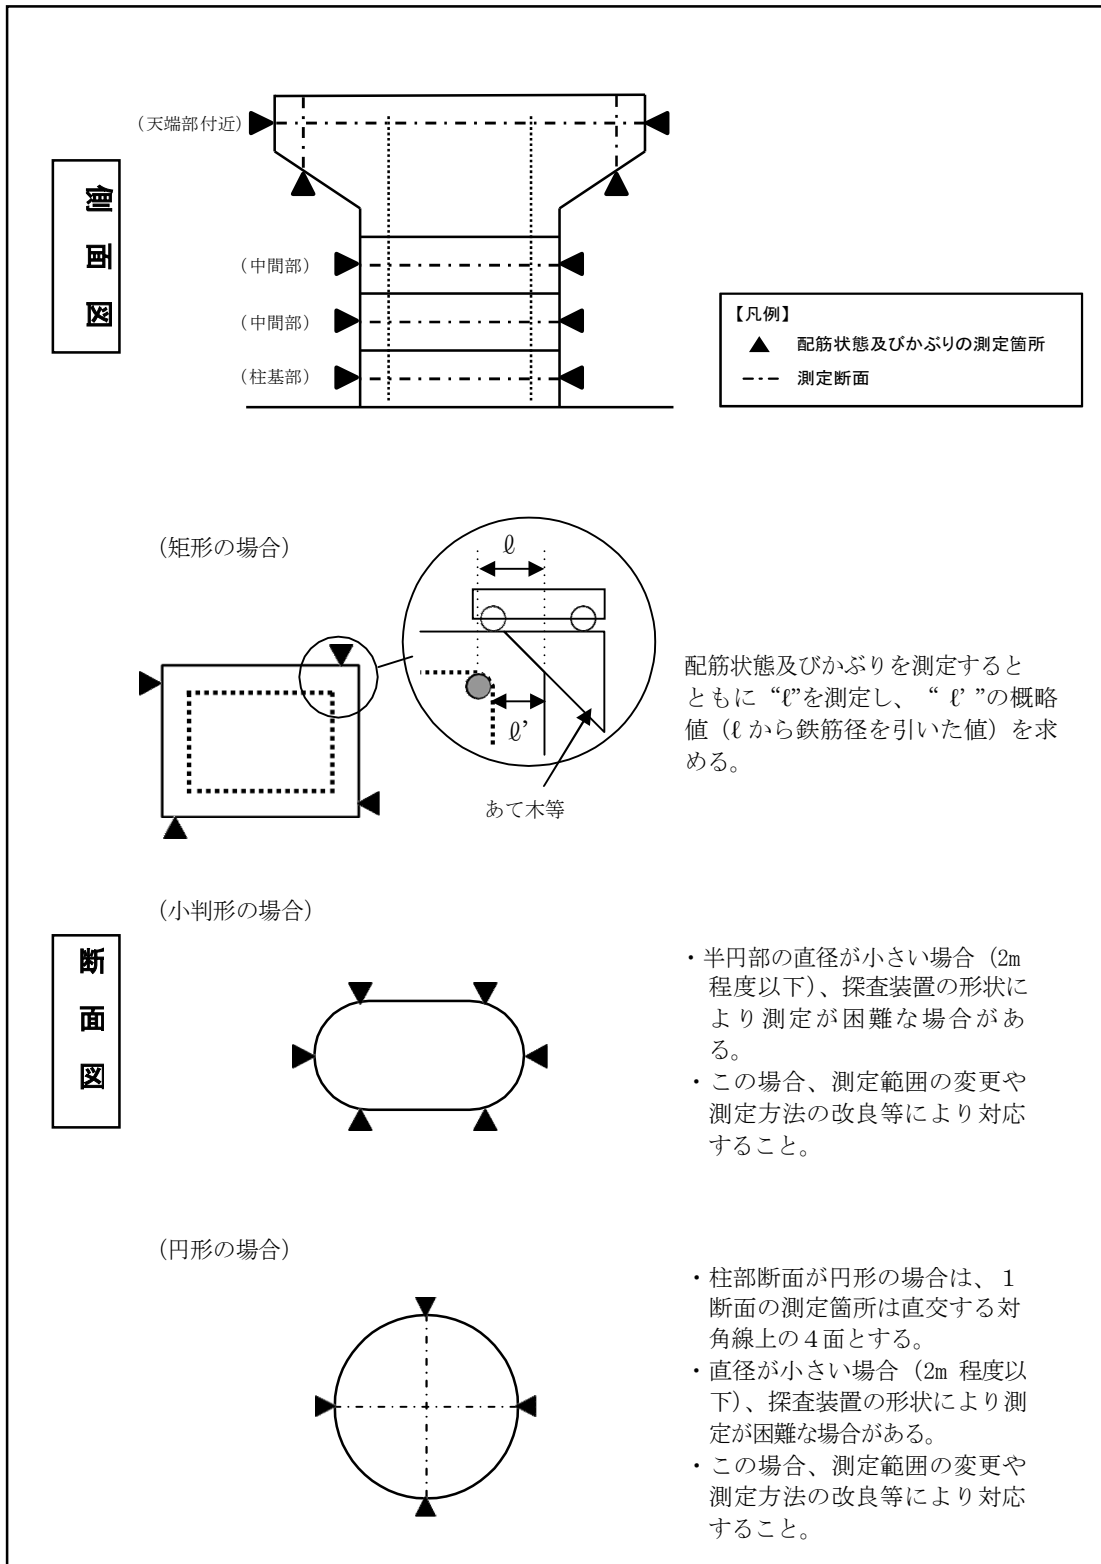 側面図
（天端部付近）
（中間部）
（中間部）
（柱基部）
【凡例】
▲ 配筋状態及びかぶりの測定箇所
測定断面
（矩形の場合）
ℓ
ℓ’
あて木等
配筋状態及びかぶりを測定すると
ともに “ℓ”を測定し、“ ℓ’ ”の概略
値（ℓ から鉄筋径を引いた値）を求
める。
断面図
（小判形の場合）
・半円部の直径が小さい場合（2m
程度以下）、探査装置の形状に
より測定が困難な場合があ
る。
・この場合、測定範囲の変更や
測定方法の改良等により対応
すること。
（円形の場合）
・柱部断面が円形の場合は、１
断面の測定箇所は直交する対
角線上の４面とする。
・直径が小さい場合（2m 程度以
下）、探査装置の形状により測
定が困難な場合がある。
・この場合、測定範囲の変更や
測定方法の改良等により対応
すること。